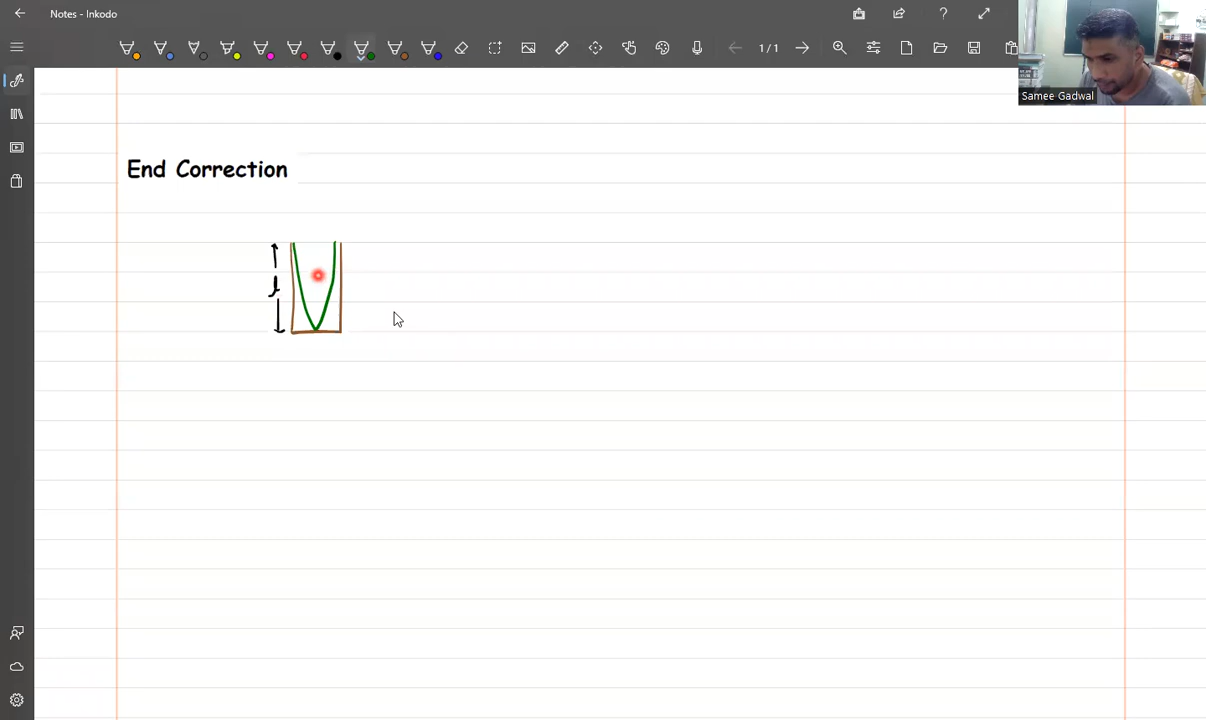 Notes - Inkodo
1 / 1
Samee Gadwal
End Correction
l